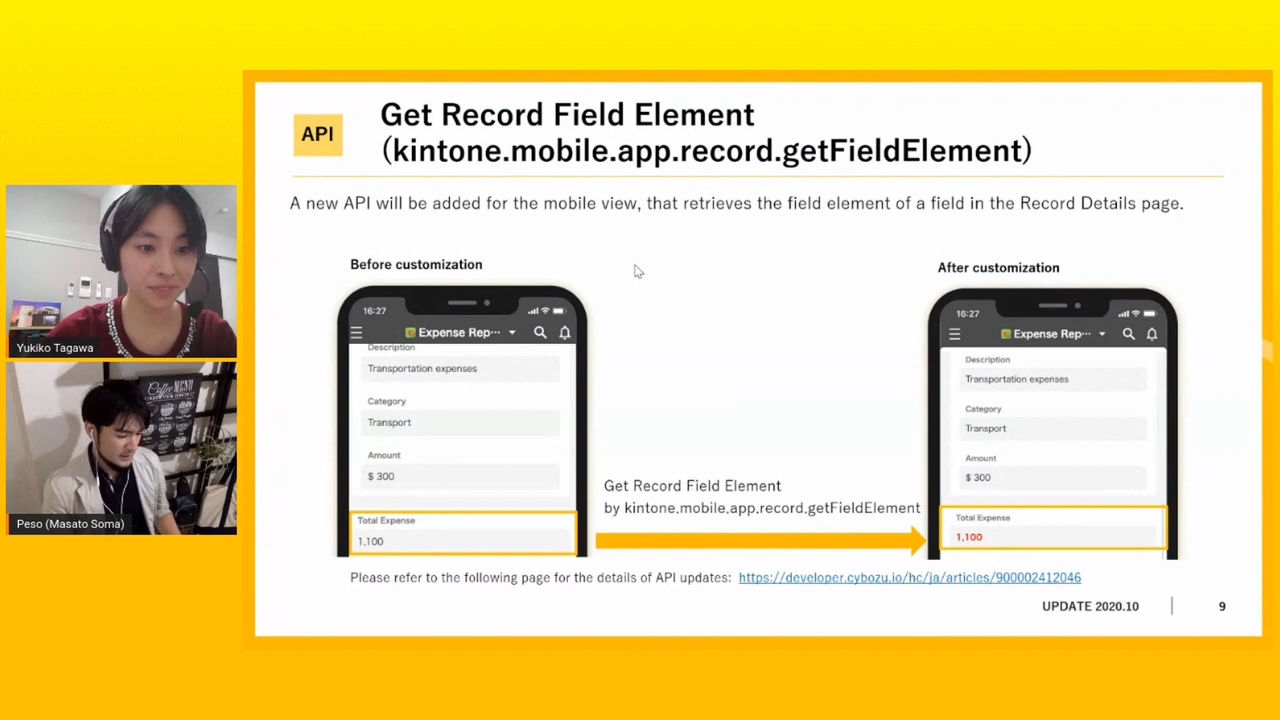 API
Get Record Field Element
(kintone.mobile.app.record.getFieldElement)
A new API will be added for the mobile view, that retrieves the field element of a field in the Record Details page.
Before customization
16:27
Expense Rep…
Description
Transportation expenses
Category
Transport
Amount
$ 300
Total Expense
1,100
Get Record Field Element
by kintone.mobile.app.record.getFieldElement
After customization
16:27
Expense Rep…
Description
Transportation expenses
Category
Transport
Amount
$ 300
Total Expense
1,100
Please refer to the following page for the details of API updates: https://developer.cybozu.io/hc/ja/articles/900002412046
UPDATE 2020.10
9
Yukiko Tagawa
Coffee MENU
Peso (Masato Soma)